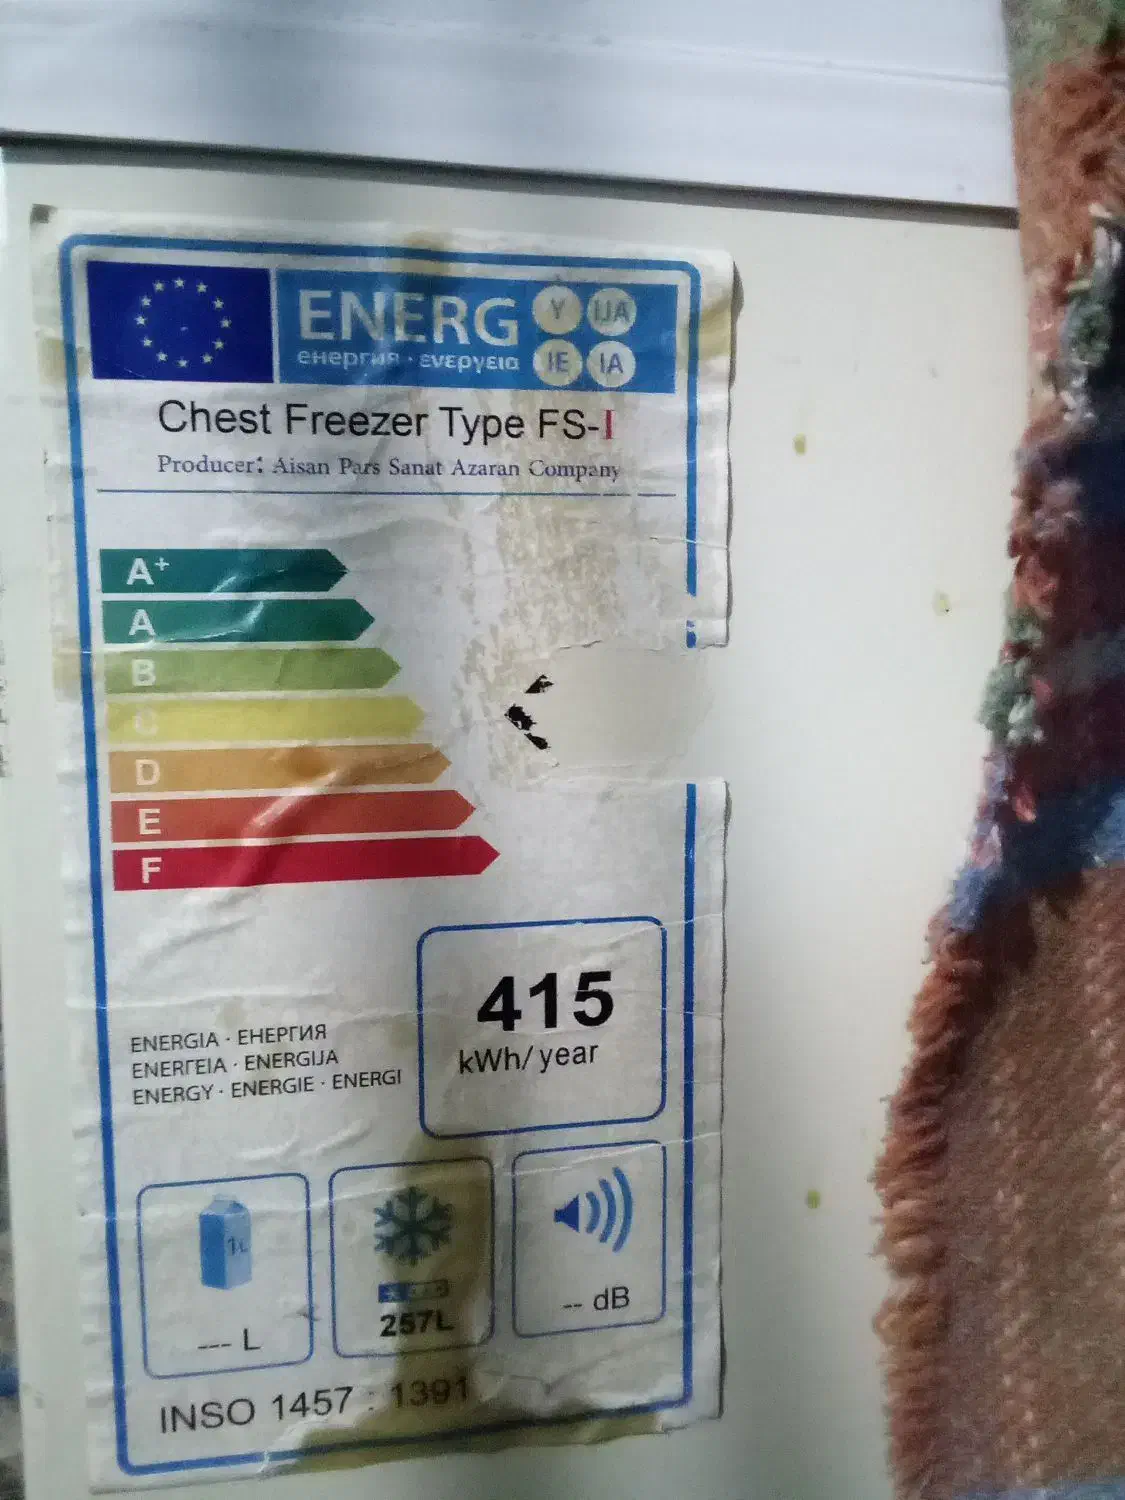 ENERG Y IJA
енергия · ενεργεια IE IA
Chest Freezer Type FS-I
Producer: Aisan Pars Sanat Azaran Company
A+
A
B
C
D
E
F
415
kWh/year
ENERGIA · ЕНЕРГИЯ
ΕΝΕΡΓΕΙΑ · ENERGIJA
ENERGY · ENERGIE · ENERGI
1L
--- L
257L
-- dB
INSO 1457 : 1391